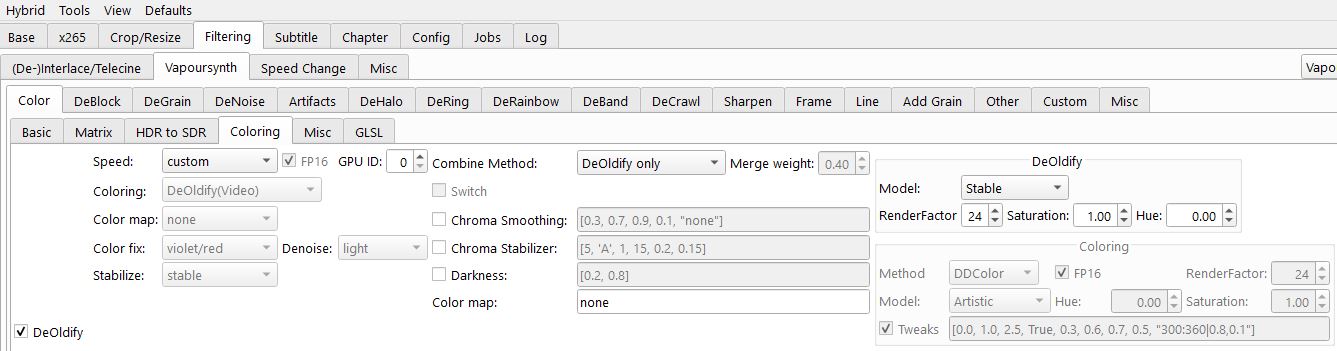 Hybrid Tools View Defaults
Base x265 Crop/Resize Filtering Subtitle Chapter Config Jobs Log
(De-)Interlace/Telecine Vapoursynth Speed Change Misc Vapou
Color DeBlock DeGrain DeNoise Artifacts DeHalo DeRing DeRainbow DeBand DeCrawl Sharpen Frame Line Add Grain Other Custom Misc
Basic Matrix HDR to SDR Coloring Misc GLSL
Speed: custom FP16 GPU ID: 0 Combine Method: DeOldify only Merge weight: 0.40 DeOldify
Coloring: DeOldify(Video) Switch Model: Stable
Color map: none Chroma Smoothing: [0.3, 0.7, 0.9, 0.1, "none"] RenderFactor 24 Saturation: 1.00 Hue: 0.00
Color fix: violet/red Denoise: light Chroma Stabilizer: [5, 'A', 1, 15, 0.2, 0.15] Coloring
Stabilize: stable Darkness: [0.2, 0.8] Method DDColor FP16 RenderFactor: 24
Color map: none Model: Artistic Hue: 0.00 Saturation: 1.00
DeOldify Tweaks [0.0, 1.0, 2.5, True, 0.3, 0.6, 0.7, 0.5, "300:360|0.8,0.1"]